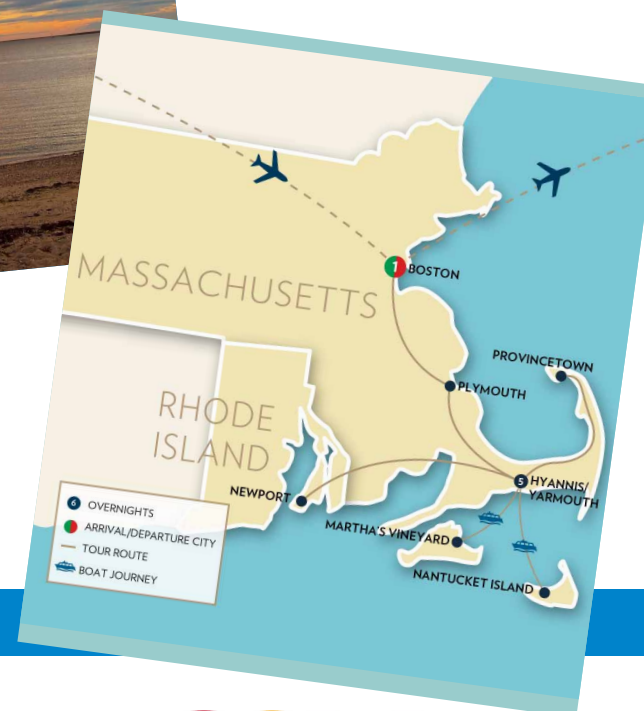 1
BOSTON
MASSACHUSETTS
PROVINCETOWN
PLYMOUTH
RHODE
ISLAND
5
HYANNIS/
YARMOUTH
NEWPORT
MARTHA'S VINEYARD
NANTUCKET ISLAND
6 OVERNIGHTS
ARRIVAL/DEPARTURE CITY
TOUR ROUTE
BOAT JOURNEY